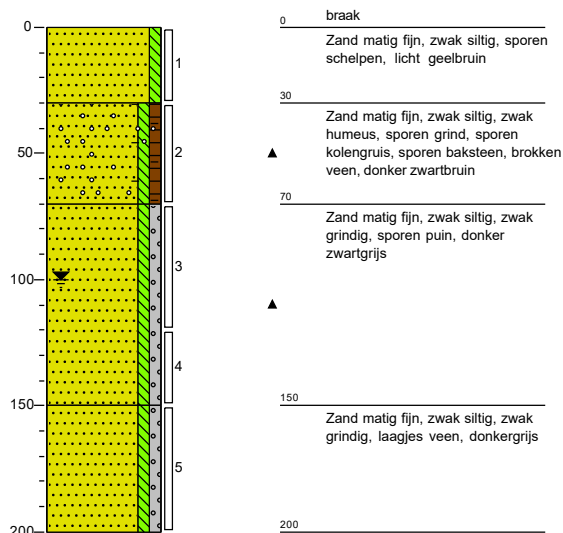 0
50
100
150
200
1
2
3
4
5
braak
0
Zand matig fijn, zwak siltig, sporen
schelpen, licht geelbruin
30
Zand matig fijn, zwak siltig, zwak
humeus, sporen grind, sporen
kolengruis, sporen baksteen, brokken
veen, donker zwartbruin
70
Zand matig fijn, zwak siltig, zwak
grindig, sporen puin, donker
zwartgrijs
150
Zand matig fijn, zwak siltig, zwak
grindig, laagjes veen, donkergrijs
200